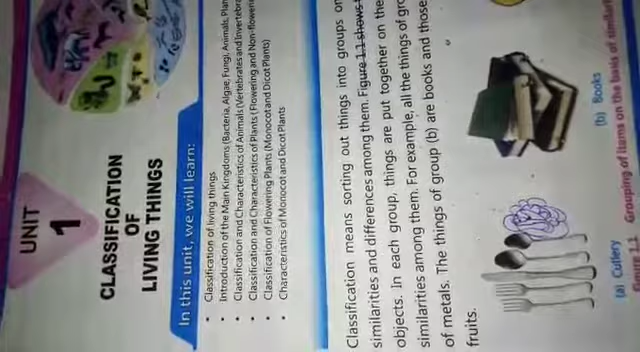 UNIT
1
CLASSIFICATION
OF
LIVING THINGS
In this unit, we will learn:
• Classification of living things
• Introduction of the Main Kingdoms (Bacteria, Algae, Fungi, Animals,
• Classification and Characteristics of Animals (Vertebrates and
• Classification and Characteristics of Plants (Flowering and
• Classification of Flowering Plants (Monocot and Dicot Plants)
• Characteristics of Monocot and Dicot Plants
Classification means sorting out things into groups on
similarities and differences among them. Figure 1.1 shows
objects. In each group, things are put together on the
similarities among them. For example, all the things of
of metals. The things of group (b) are books and those
fruits.
(a) Cutlery
(b) Books
Figure 1.1 Grouping of items on the basis of